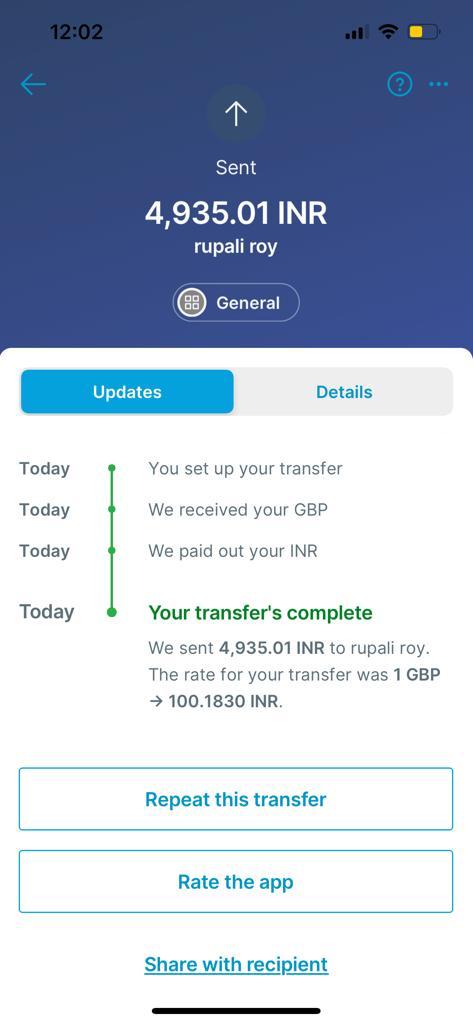 12:02
Sent
4,935.01 INR
rupali roy
General
Updates Details
Today You set up your transfer
Today We received your GBP
Today We paid out your INR
Today Your transfer's complete
We sent 4,935.01 INR to rupali roy.
The rate for your transfer was 1 GBP
→ 100.1830 INR.
Repeat this transfer
Rate the app
Share with recipient